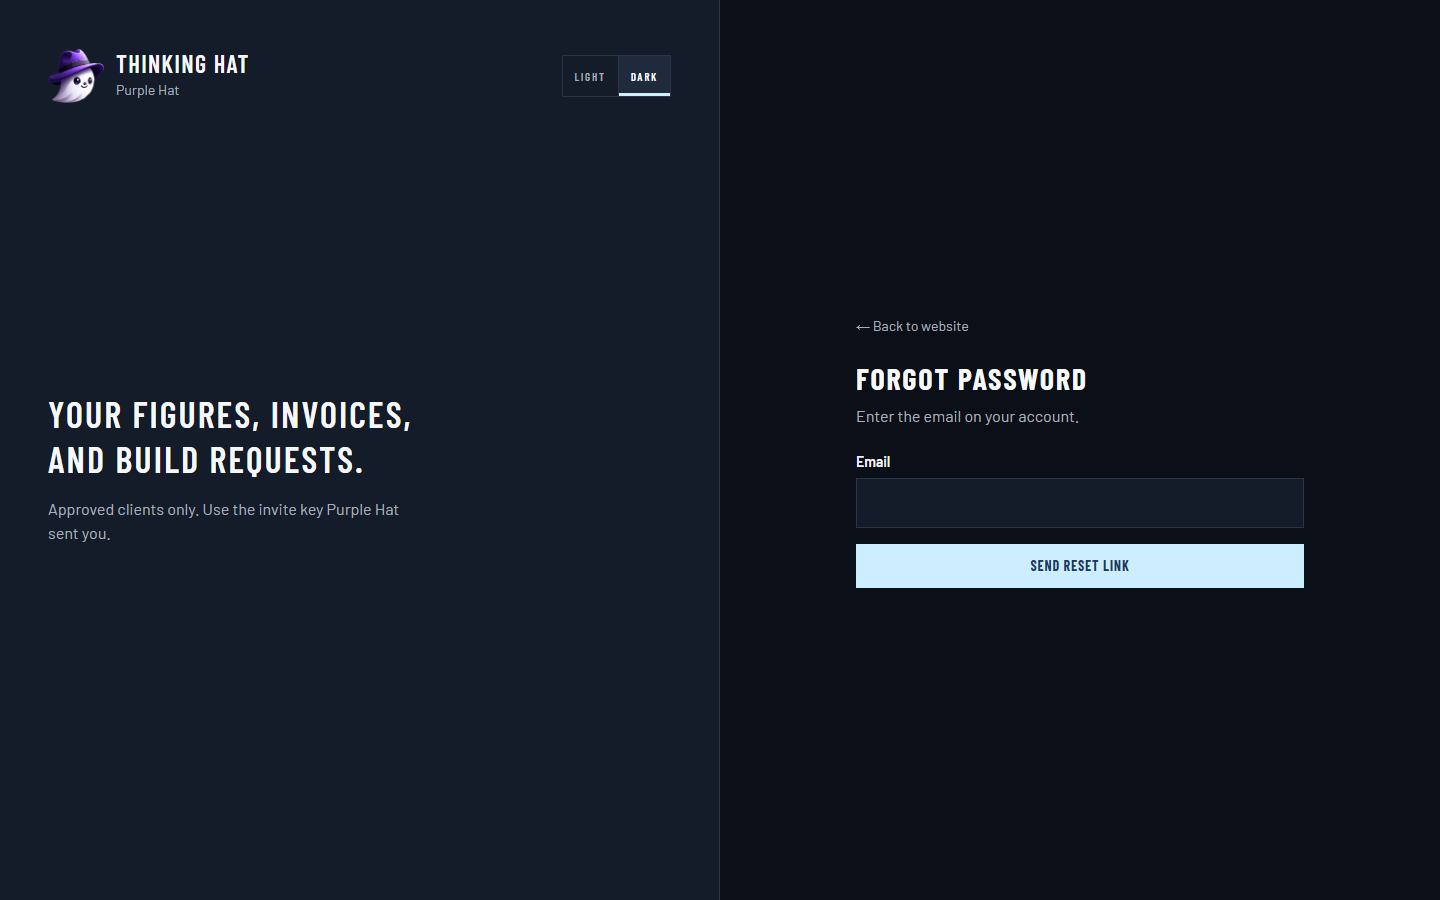 THINKING HAT
Purple Hat
LIGHT
DARK
YOUR FIGURES, INVOICES,
AND BUILD REQUESTS.
Approved clients only. Use the invite key Purple Hat
sent you.
← Back to website
FORGOT PASSWORD
Enter the email on your account.
Email
SEND RESET LINK